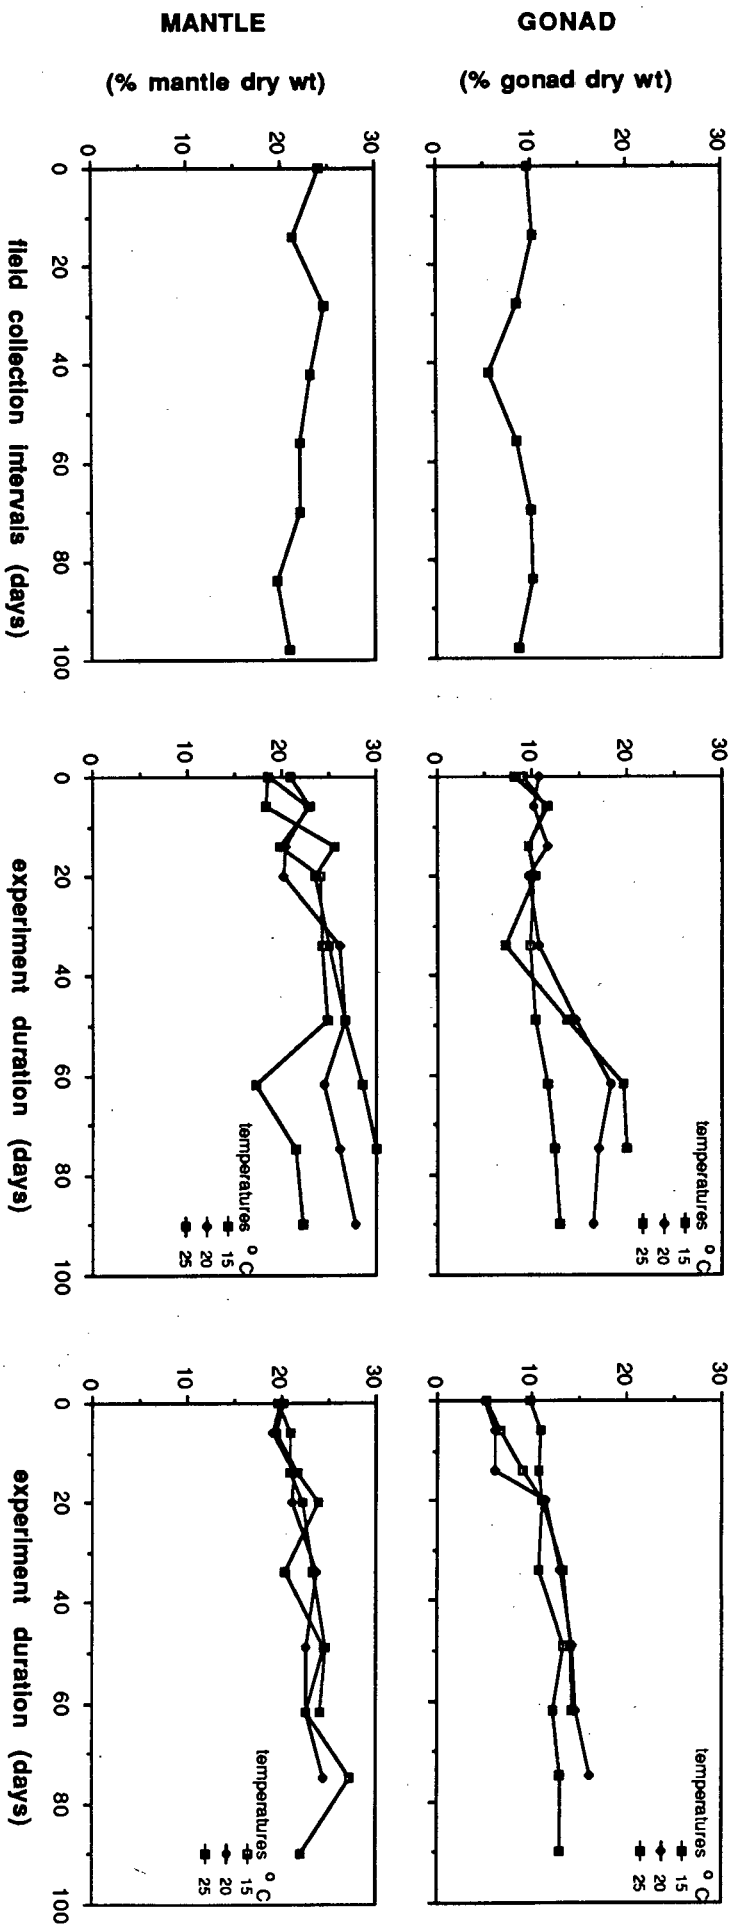 GONAD
(% gonad dry wt)
30
20
10
0
30
20
10
0
temperatures °C
15
20
25
30
20
10
0
temperatures °C
15
20
25
MANTLE
(% mantle dry wt)
30
20
10
0
0 20 40 60 80 100
field collection intervals (days)
30
20
10
0
0 20 40 60 80 100
experiment duration (days)
temperatures °C
15
20
25
30
20
10
0
0 20 40 60 80 100
experiment duration (days)
temperatures °C
15
20
25